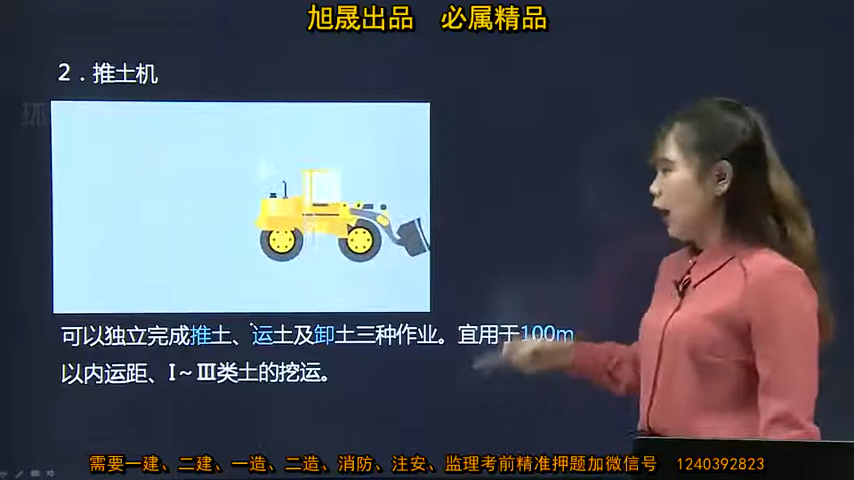 旭晟出品 必属精品
2．推土机
环
可以独立完成推土、运土及卸土三种作业。宜用于100m
以内运距、Ⅰ～Ⅲ类土的挖运。
需要一建、二建、一造、二造、消防、注安、监理考前精准押题加微信号 1240392823